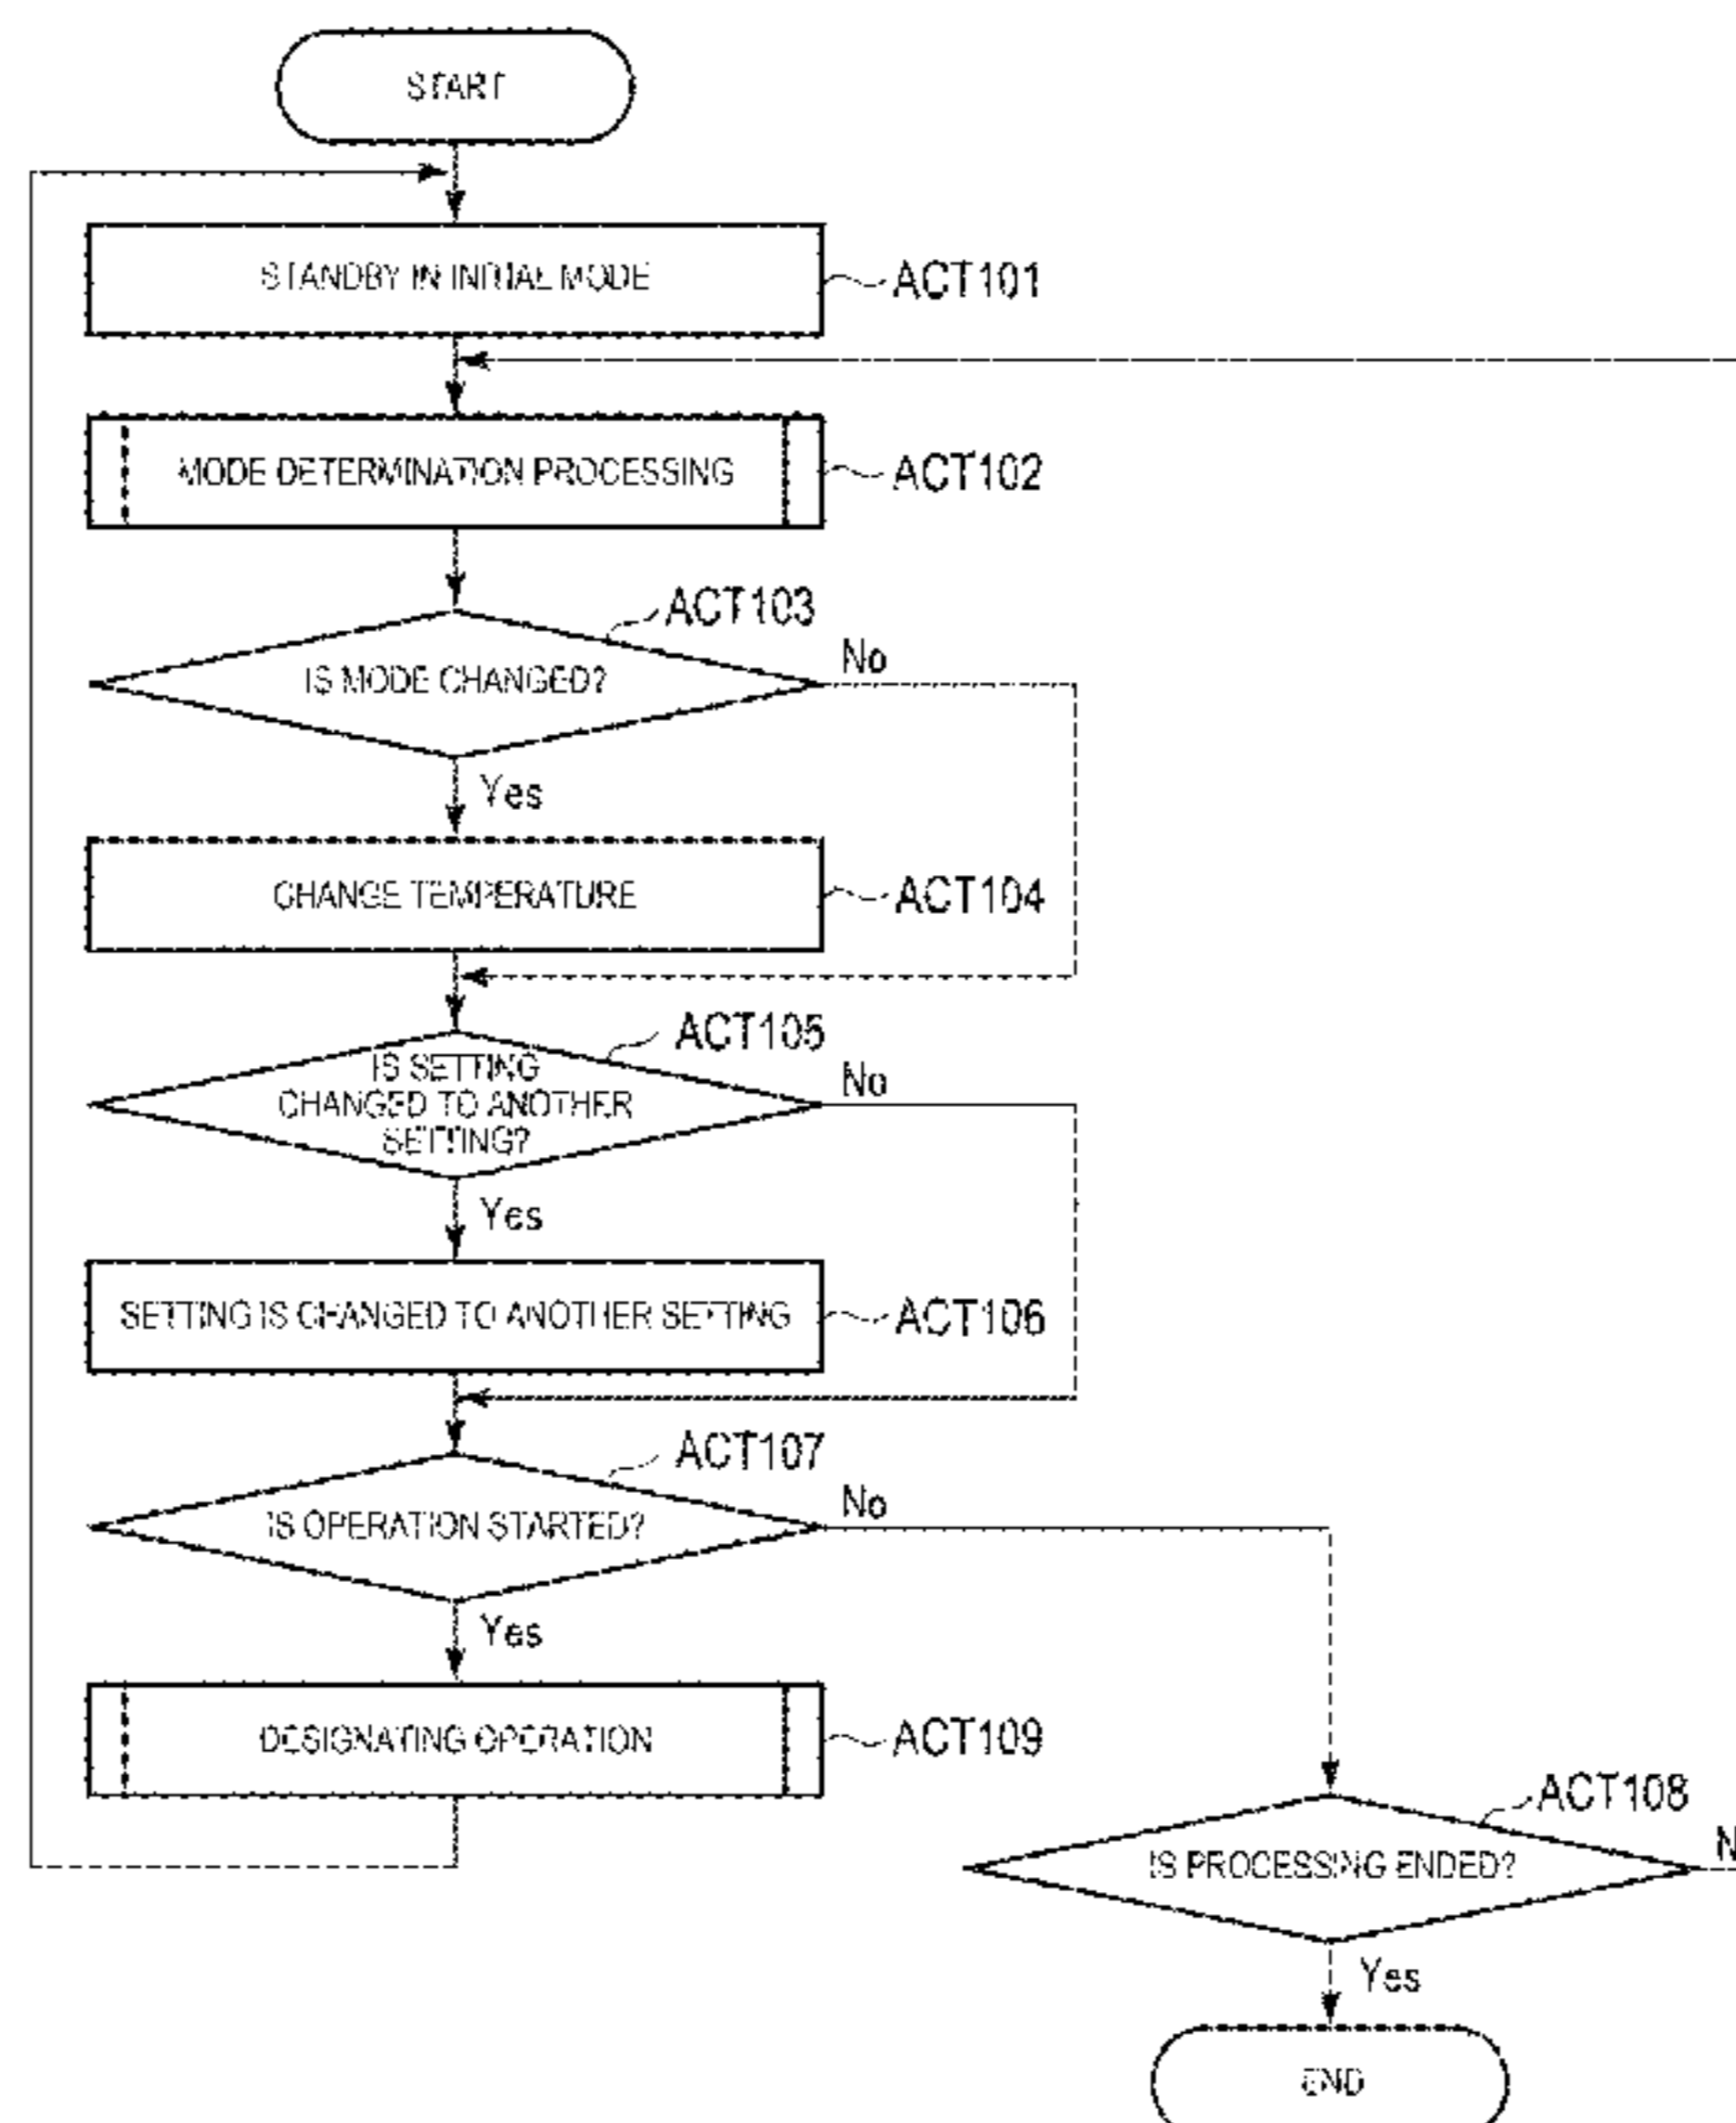 START
STANDBY IN INITIAL MODE
ACT101
MODE DETERMINATION PROCESSING
ACT102
ACT103
IS MODE CHANGED?
No
Yes
CHANGE TEMPERATURE
ACT104
ACT105
IS SETTING
CHANGED TO ANOTHER
SETTING?
No
Yes
SETTING IS CHANGED TO ANOTHER SETTING
ACT106
ACT107
IS OPERATION STARTED?
No
Yes
DESIGNATING OPERATION
ACT109
ACT108
IS PROCESSING ENDED?
Yes
END